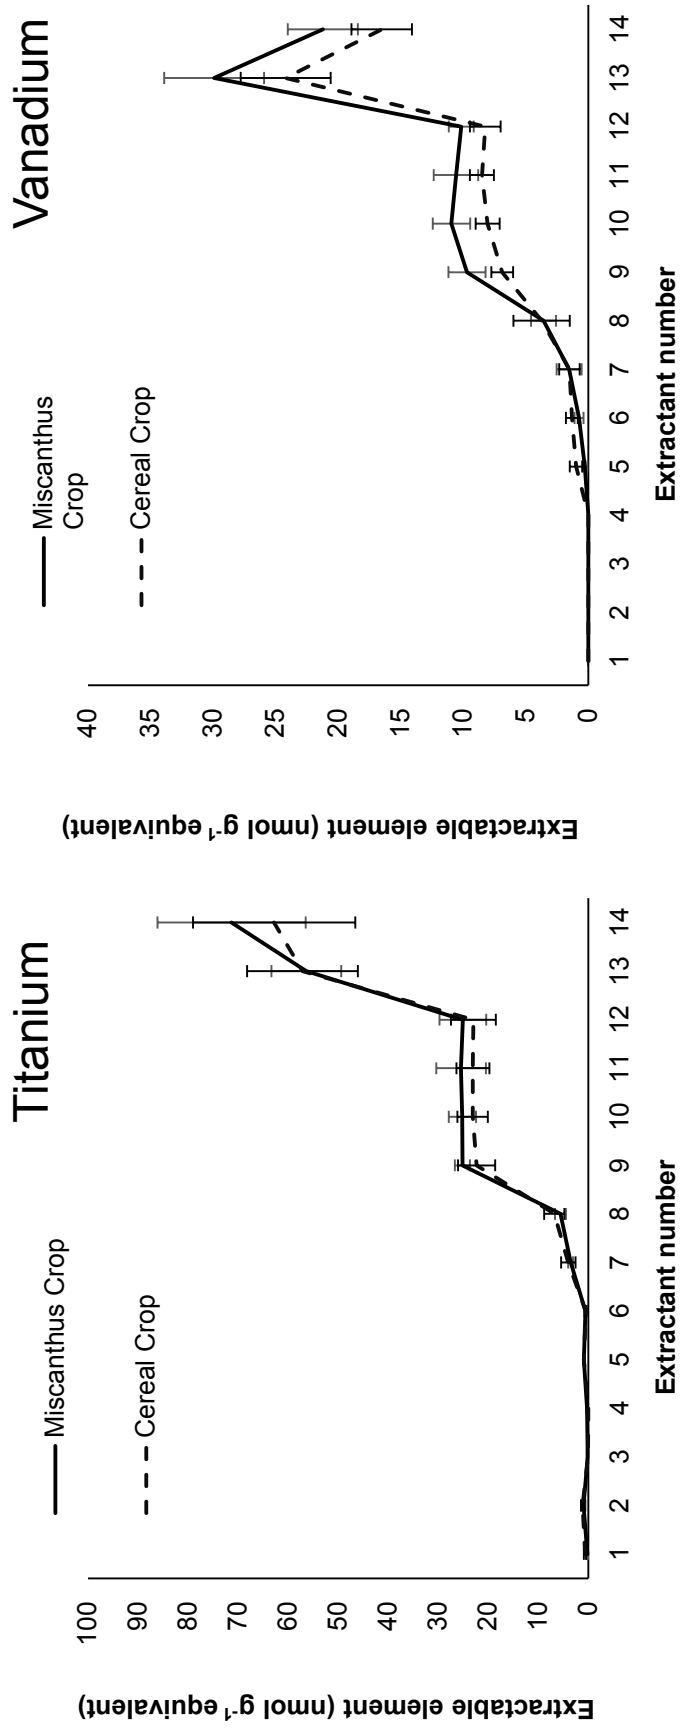 Titanium
Miscanthus Crop
Cereal Crop
Extractable element (nmol g⁻¹ equivalent)
100
90
80
70
60
50
40
30
20
10
0
1 2 3 4 5 6 7 8 9 10 11 12 13 14
Extractant number
Vanadium
Miscanthus
Crop
Cereal Crop
Extractable element (nmol g⁻¹ equivalent)
40
35
30
25
20
15
10
5
0
1 2 3 4 5 6 7 8 9 10 11 12 13 14
Extractant number